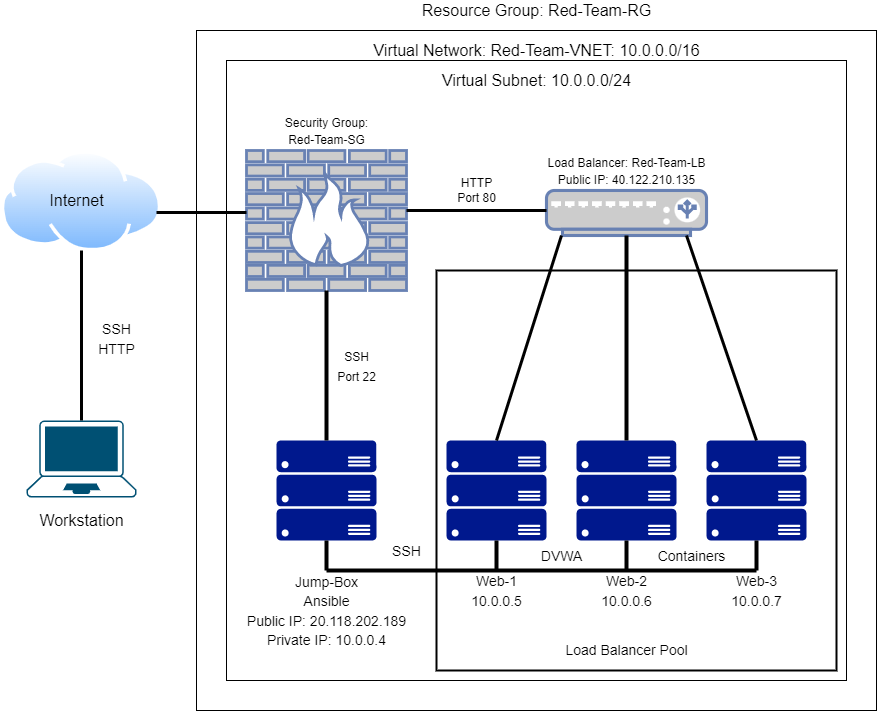 Resource Group: Red-Team-RG
Virtual Network: Red-Team-VNET: 10.0.0.0/16
Virtual Subnet: 10.0.0.0/24
Security Group:
Red-Team-SG
Load Balancer: Red-Team-LB
Public IP: 40.122.210.135
HTTP
Port 80
Internet
SSH
HTTP
SSH
Port 22
Workstation
SSH
DVWA
Containers
Jump-Box
Ansible
Public IP: 20.118.202.189
Private IP: 10.0.0.4
Web-1
10.0.0.5
Web-2
10.0.0.6
Web-3
10.0.0.7
Load Balancer Pool